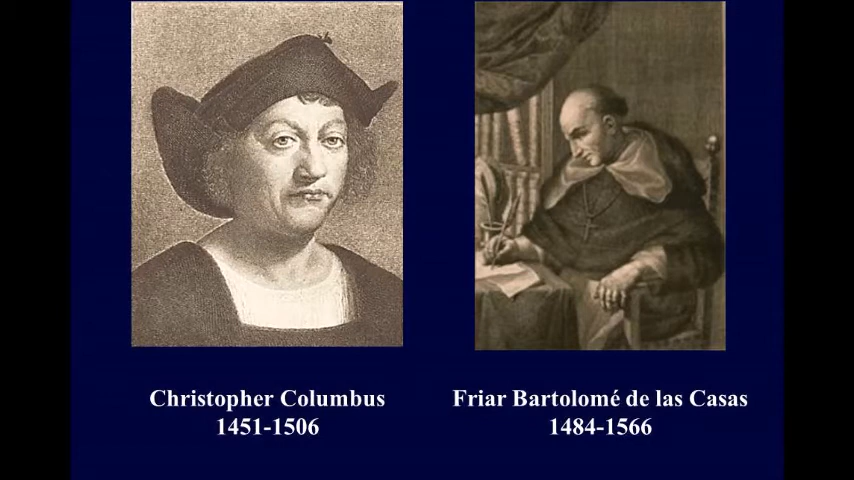 Christopher Columbus
1451-1506
Friar Bartolomé de las Casas
1484-1566